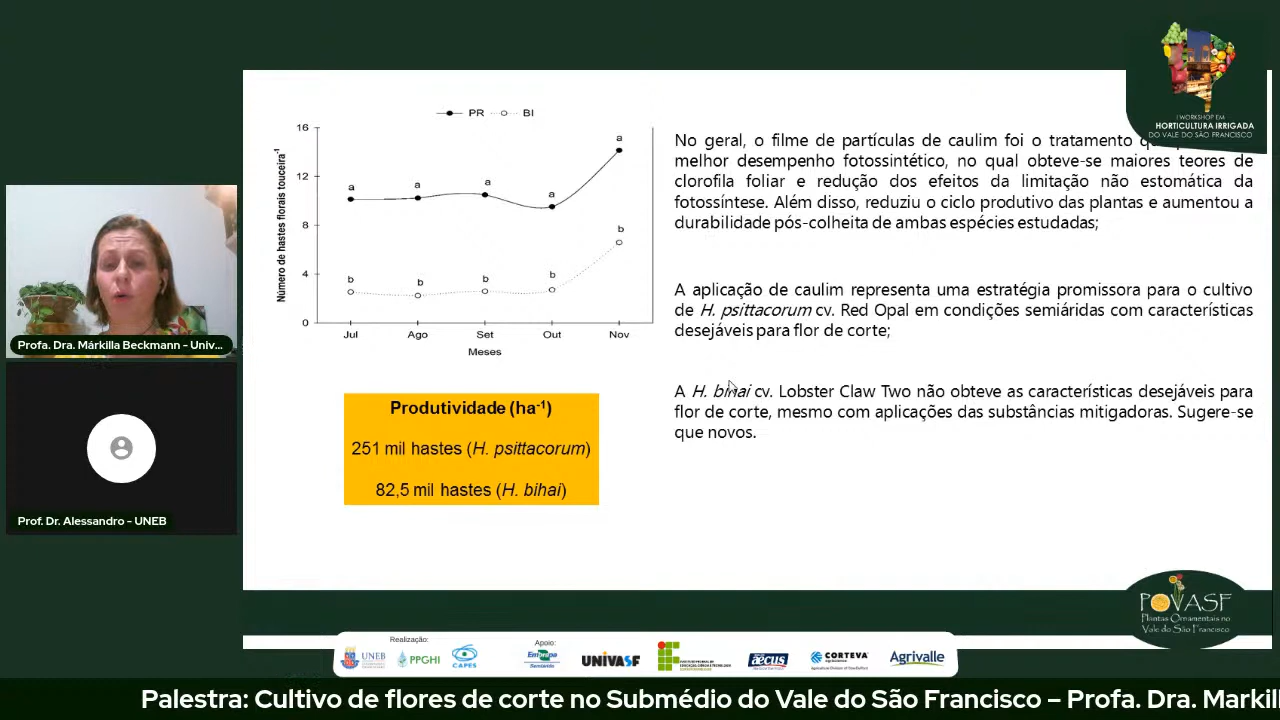 I WORKSHOP EM
HORTICULTURA IRRIGADA
DO VALE DO SÃO FRANCISCO
PR BI
Número de hastes florais touceira⁻¹
16
12
8
4
0
a a a a a
b b b b b
Jul Ago Set Out Nov
Meses
Produtividade (ha⁻¹)
251 mil hastes (H. psittacorum)
82,5 mil hastes (H. bihai)
No geral, o filme de partículas de caulim foi o tratamento
melhor desempenho fotossintético, no qual obteve-se maiores teores de
clorofila foliar e redução dos efeitos da limitação não estomática da
fotossíntese. Além disso, reduziu o ciclo produtivo das plantas e aumentou a
durabilidade pós-colheita de ambas espécies estudadas;
A aplicação de caulim representa uma estratégia promissora para o cultivo
de H. psittacorum cv. Red Opal em condições semiáridas com características
desejáveis para flor de corte;
A H. bihai cv. Lobster Claw Two não obteve as características desejáveis para
flor de corte, mesmo com aplicações das substâncias mitigadoras. Sugere-se
que novos.
Profa. Dra. Márkilla Beckmann - Univ...
Prof. Dr. Alessandro - UNEB
POVASF
Plantas Ornamentais no
Vale do São Francisco
Realização:
UNEB
PPGHI
CAPES
Apoio:
Embrapa
Semiárido
UNIVASF
aecus
CORTEVA
agriscience
Agrivalle
Palestra: Cultivo de flores de corte no Submédio do Vale do São Francisco – Profa. Dra. Markil